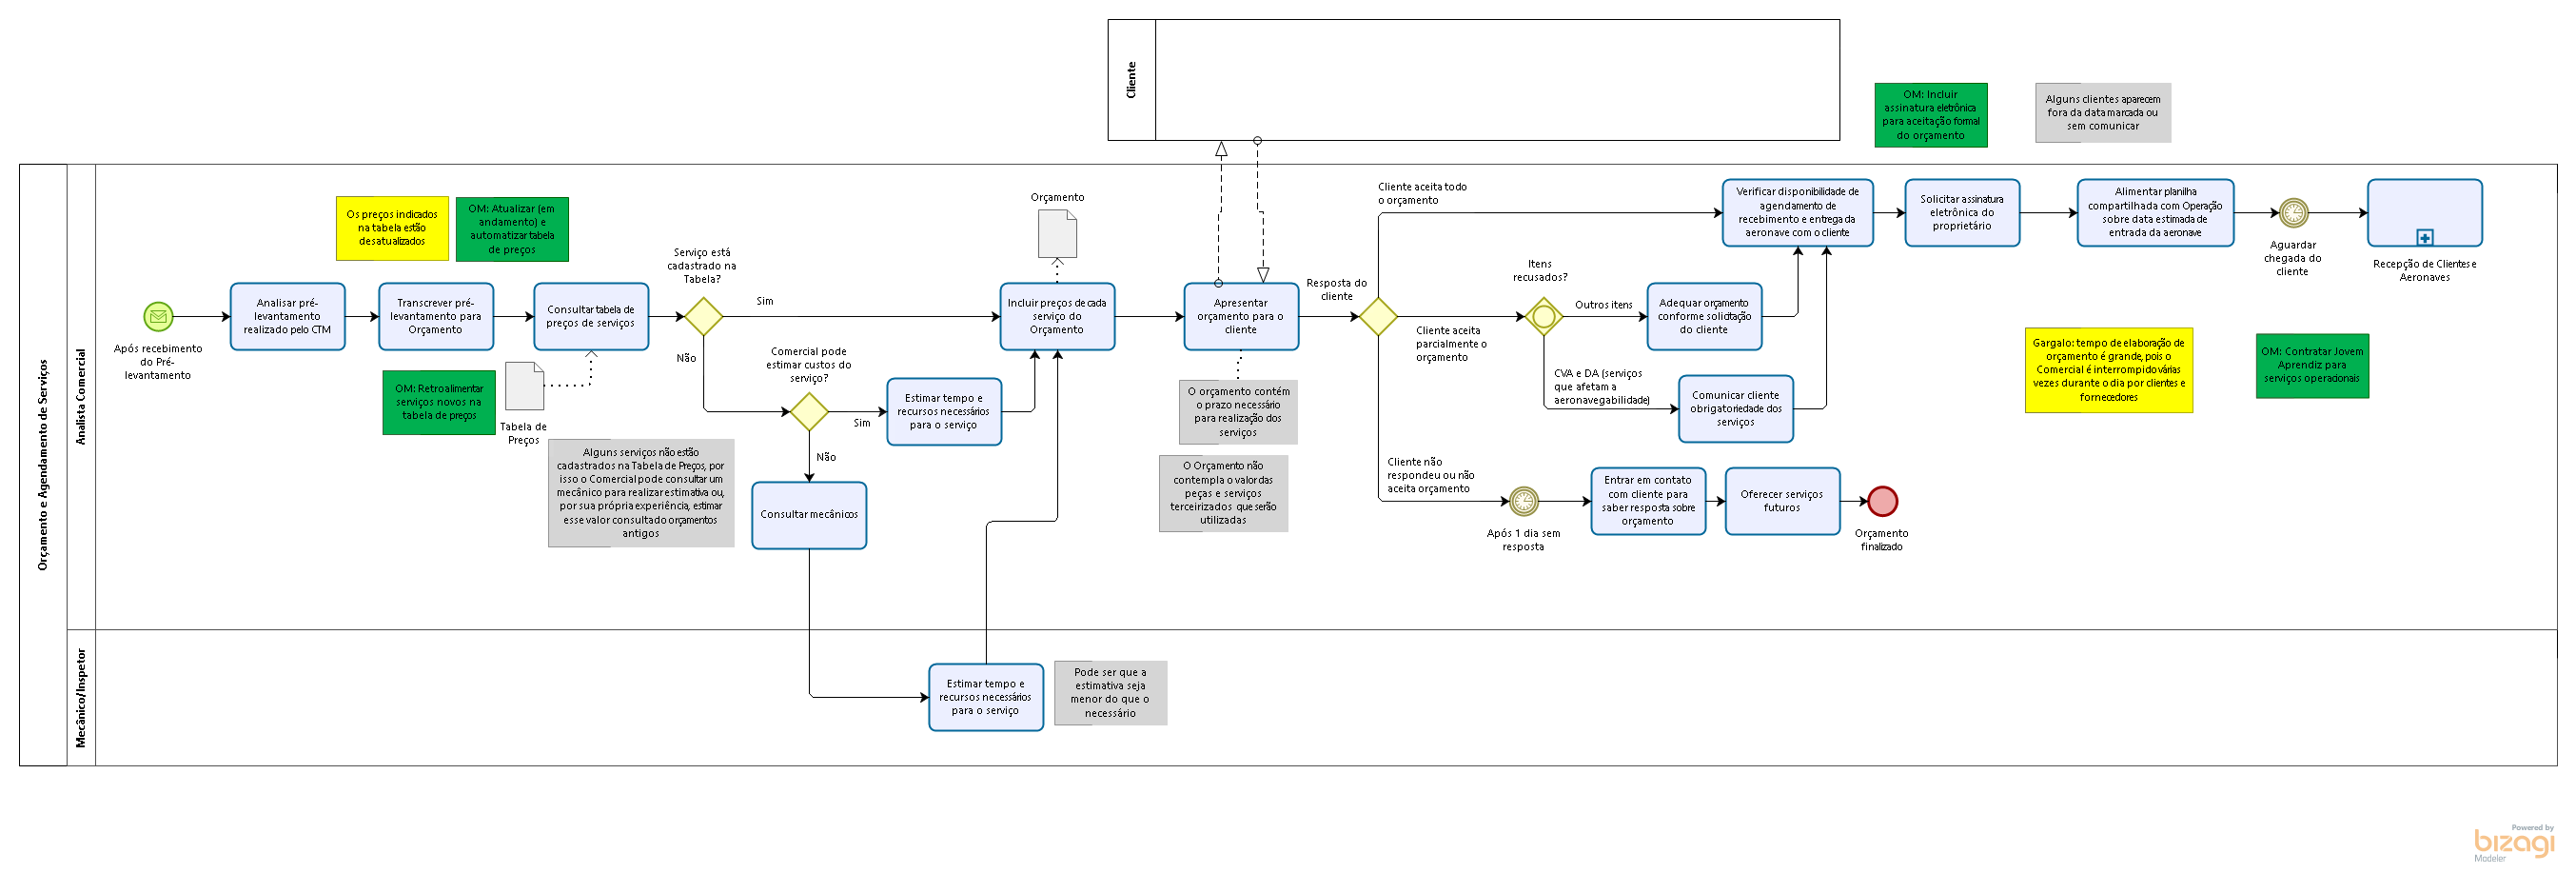 Cliente
OM: Incluir
assinatura eletrônica
para aceitação formal
do orçamento
Alguns clientes aparecem
fora da data marcada ou
sem comunicar
Orçamento e Agendamento de Serviços
Analista Comercial
Os preços indicados
na tabela estão
desatualizados
OM: Atualizar (em
andamento) e
automatizar tabela
de preços
Após recebimento
do Pré-
levantamento
Analisar pré-
levantamento
realizado pelo CTM
Transcrever pré-
levantamento para
Orçamento
Consultar tabela de
preços de serviços
OM: Retroalimentar
serviços novos na
tabela de preços
Tabela de
Preços
Serviço está
cadastrado na
Tabela?
Sim
Não
Comercial pode
estimar custos do
serviço?
Sim
Não
Alguns serviços não estão
cadastrados na Tabela de Preços, por
isso o Comercial pode consultar um
mecânico para realizar estimativa ou,
por sua própria experiência, estimar
esse valor consultado orçamentos
antigos
Estimar tempo e
recursos necessários
para o serviço
Consultar mecânicos
Orçamento
Incluir preços de cada
serviço do
Orçamento
Apresentar
orçamento para o
cliente
O orçamento contém
o prazo necessário
para realização dos
serviços
O Orçamento não
contempla o valor das
peças e serviços
terceirizados que serão
utilizadas
Resposta do
cliente
Cliente aceita todo
o orçamento
Cliente aceita
parcialmente o
orçamento
Cliente não
respondeu ou não
aceita orçamento
Itens
recusados?
Outros itens
CVA e DA (serviços
que afetam a
aeronavegabilidade)
Adequar orçamento
conforme solicitação
do cliente
Comunicar cliente
obrigatoriedade dos
serviços
Verificar disponibilidade de
agendamento de
recebimento e entrega da
aeronave com o cliente
Solicitar assinatura
eletrônica do
proprietário
Alimentar planilha
compartilhada com Operação
sobre data estimada de
entrada da aeronave
Aguardar
chegada do
cliente
Recepção de Clientes e
Aeronaves
Gargalo: tempo de elaboração de
orçamento é grande, pois o
Comercial é interrompido várias
vezes durante o dia por clientes e
fornecedores
OM: Contratar Jovem
Aprendiz para
serviços operacionais
Após 1 dia sem
resposta
Entrar em contato
com cliente para
saber resposta sobre
orçamento
Oferecer serviços
futuros
Orçamento
finalizado
Mecânico/Inspetor
Estimar tempo e
recursos necessários
para o serviço
Pode ser que a
estimativa seja
menor do que o
necessário
Powered by
bizagi
Modeler